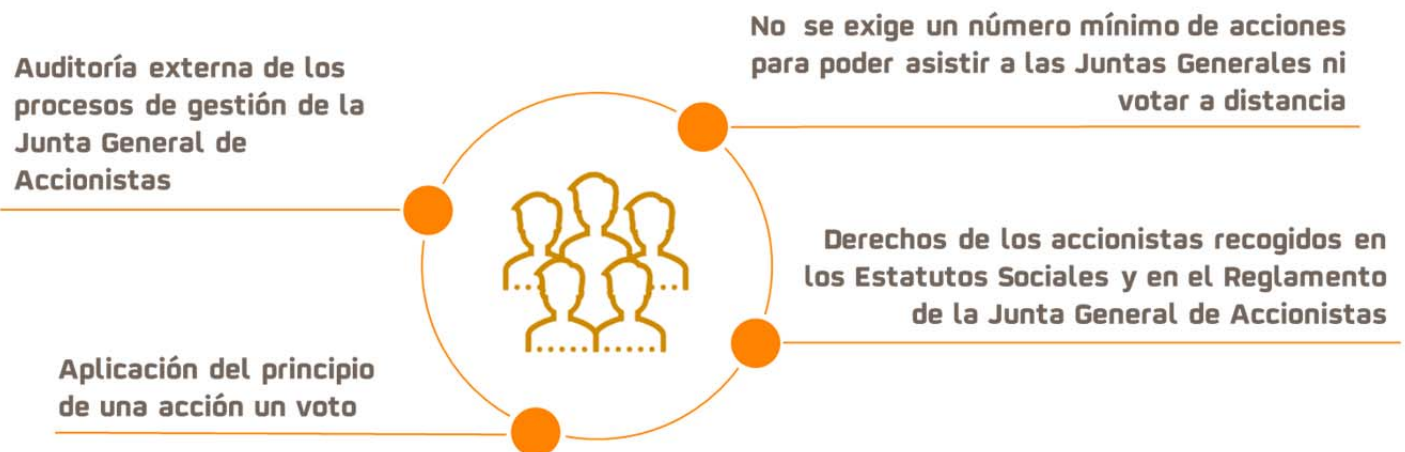 Auditoría externa de los
procesos de gestión de la
Junta General de
Accionistas
No se exige un número mínimo de acciones
para poder asistir a las Juntas Generales ni
votar a distancia
Derechos de los accionistas recogidos en
los Estatutos Sociales y en el Reglamento
de la Junta General de Accionistas
Aplicación del principio
de una acción un voto